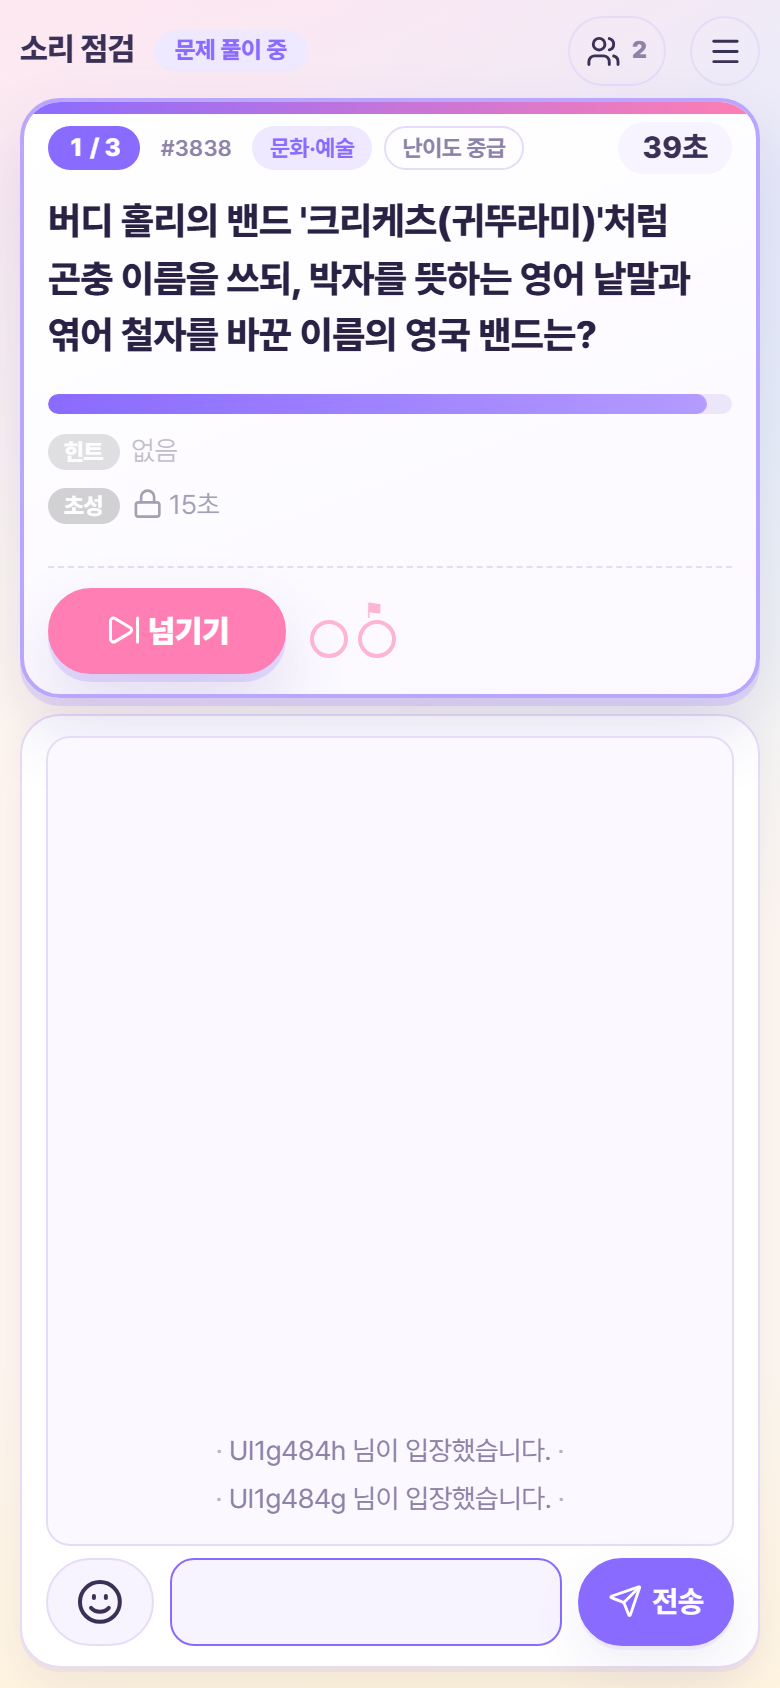 소리 점검
문제 풀이 중
2
1 / 3
#3838
문화·예술
난이도 중급
39초
버디 홀리의 밴드 '크리케츠(귀뚜라미)'처럼
곤충 이름을 쓰되, 박자를 뜻하는 영어 낱말과
엮어 철자를 바꾼 이름의 영국 밴드는?
힌트 없음
초성 15초
넘기기
· UI1g484h 님이 입장했습니다. ·
· UI1g484g 님이 입장했습니다. ·
전송